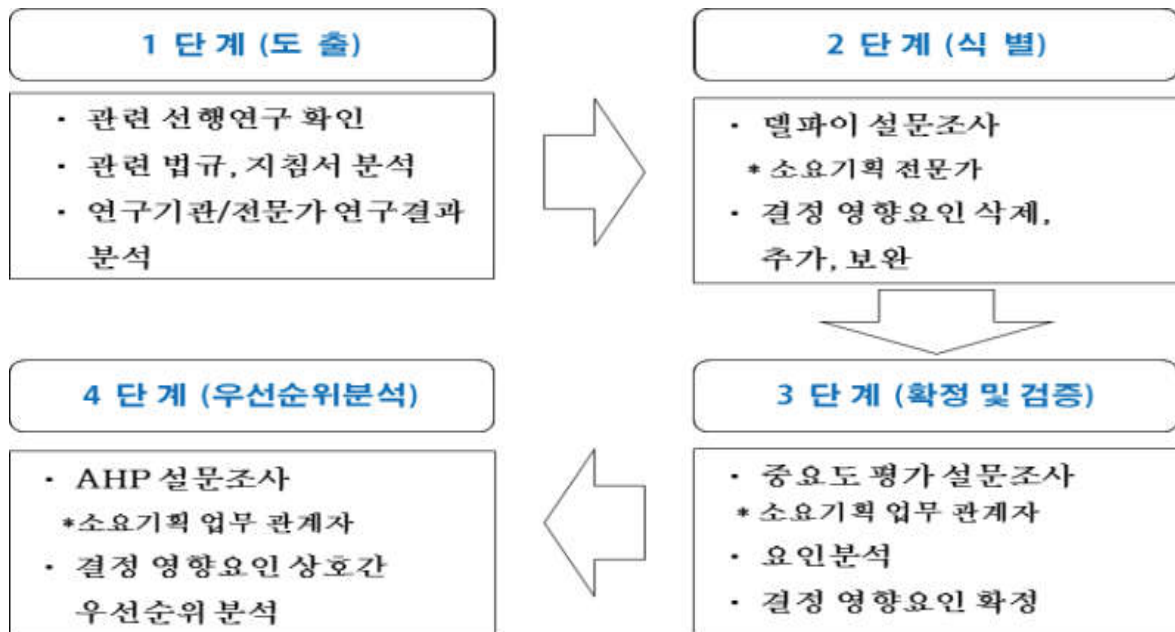 1 단 계 (도 출)
· 관련 선행연구 확인
· 관련 법규, 지침서 분석
· 연구기관/전문가 연구결과
분석
2 단 계 (식 별)
· 델파이 설문조사
* 소요기획 전문가
· 결정 영향요인 삭제,
추가, 보완
3 단 계 (확정 및 검증)
· 중요도 평가 설문조사
* 소요기획 업무 관계자
· 요인분석
· 결정 영향요인 확정
4 단 계 (우선순위분석)
· AHP 설문조사
*소요기획 업무 관계자
· 결정 영향요인 상호간
우선순위 분석